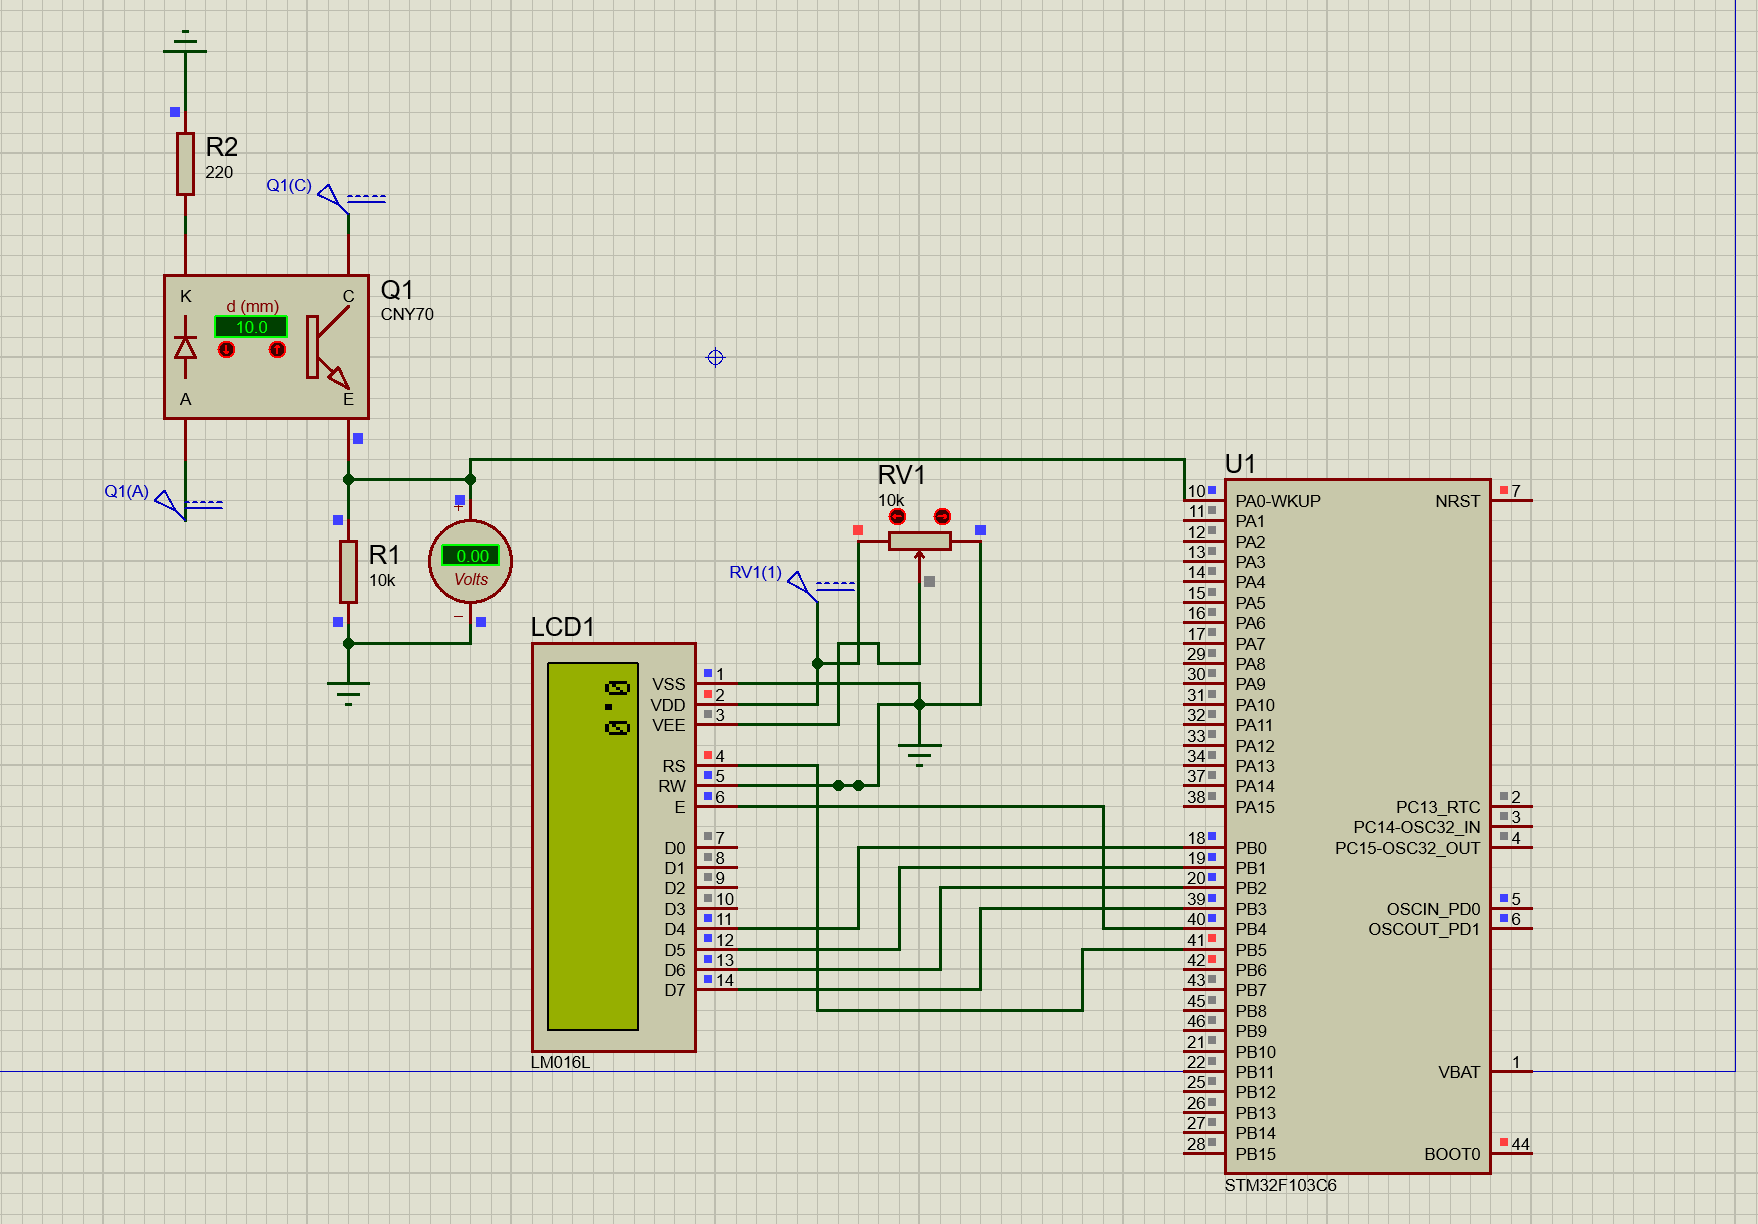 R2
220
Q1(C)
K
C
d (mm)
10.0
A
E
Q1
CNY70
Q1(A)
R1
10k
+
0.00
Volts
−
RV1
10k
RV1(1)
LCD1
0.0
VSS 1
VDD 2
VEE 3
RS 4
RW 5
E 6
D0 7
D1 8
D2 9
D3 10
D4 11
D5 12
D6 13
D7 14
LM016L
U1
10 PA0-WKUP
11 PA1
12 PA2
13 PA3
14 PA4
15 PA5
16 PA6
17 PA7
29 PA8
30 PA9
31 PA10
32 PA11
33 PA12
34 PA13
37 PA14
38 PA15
18 PB0
19 PB1
20 PB2
39 PB3
40 PB4
41 PB5
42 PB6
43 PB7
45 PB8
46 PB9
21 PB10
22 PB11
25 PB12
26 PB13
27 PB14
28 PB15
NRST 7
PC13_RTC 2
PC14-OSC32_IN 3
PC15-OSC32_OUT 4
OSCIN_PD0 5
OSCOUT_PD1 6
VBAT 1
BOOT0 44
STM32F103C6